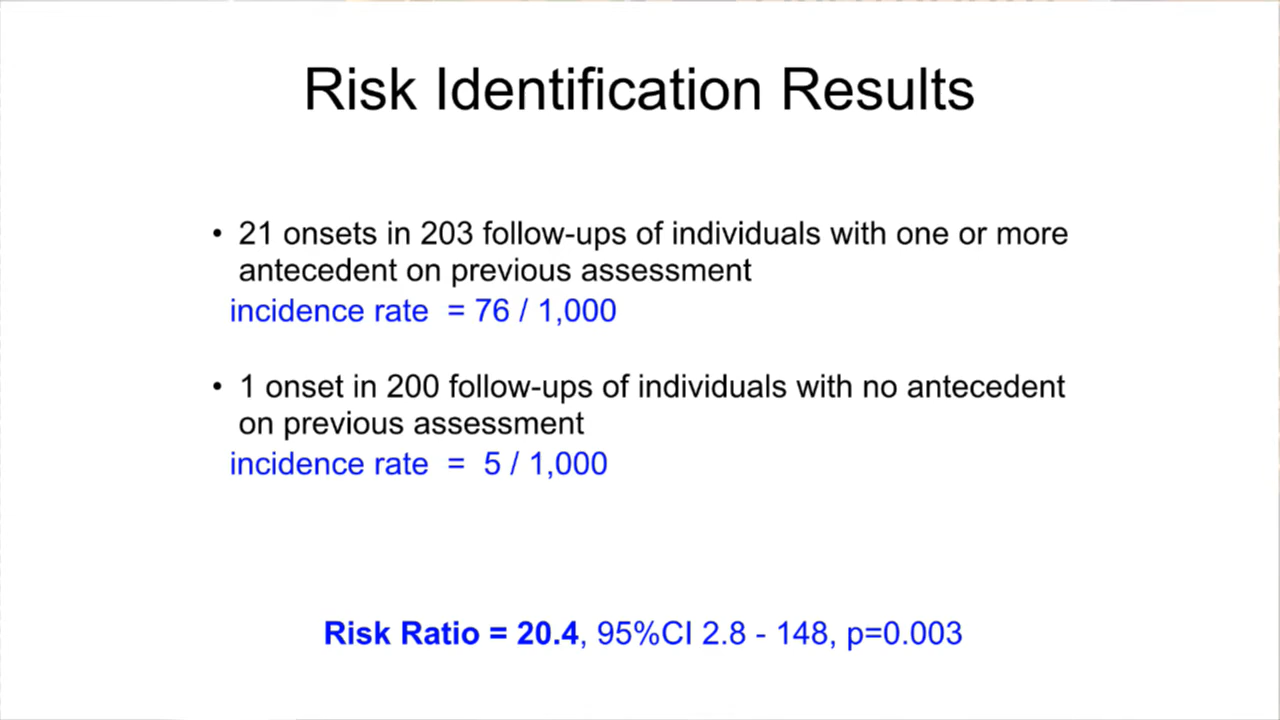 Risk Identification Results
• 21 onsets in 203 follow-ups of individuals with one or more
antecedent on previous assessment
incidence rate = 76 / 1,000
• 1 onset in 200 follow-ups of individuals with no antecedent
on previous assessment
incidence rate = 5 / 1,000
Risk Ratio = 20.4, 95%CI 2.8 - 148, p=0.003